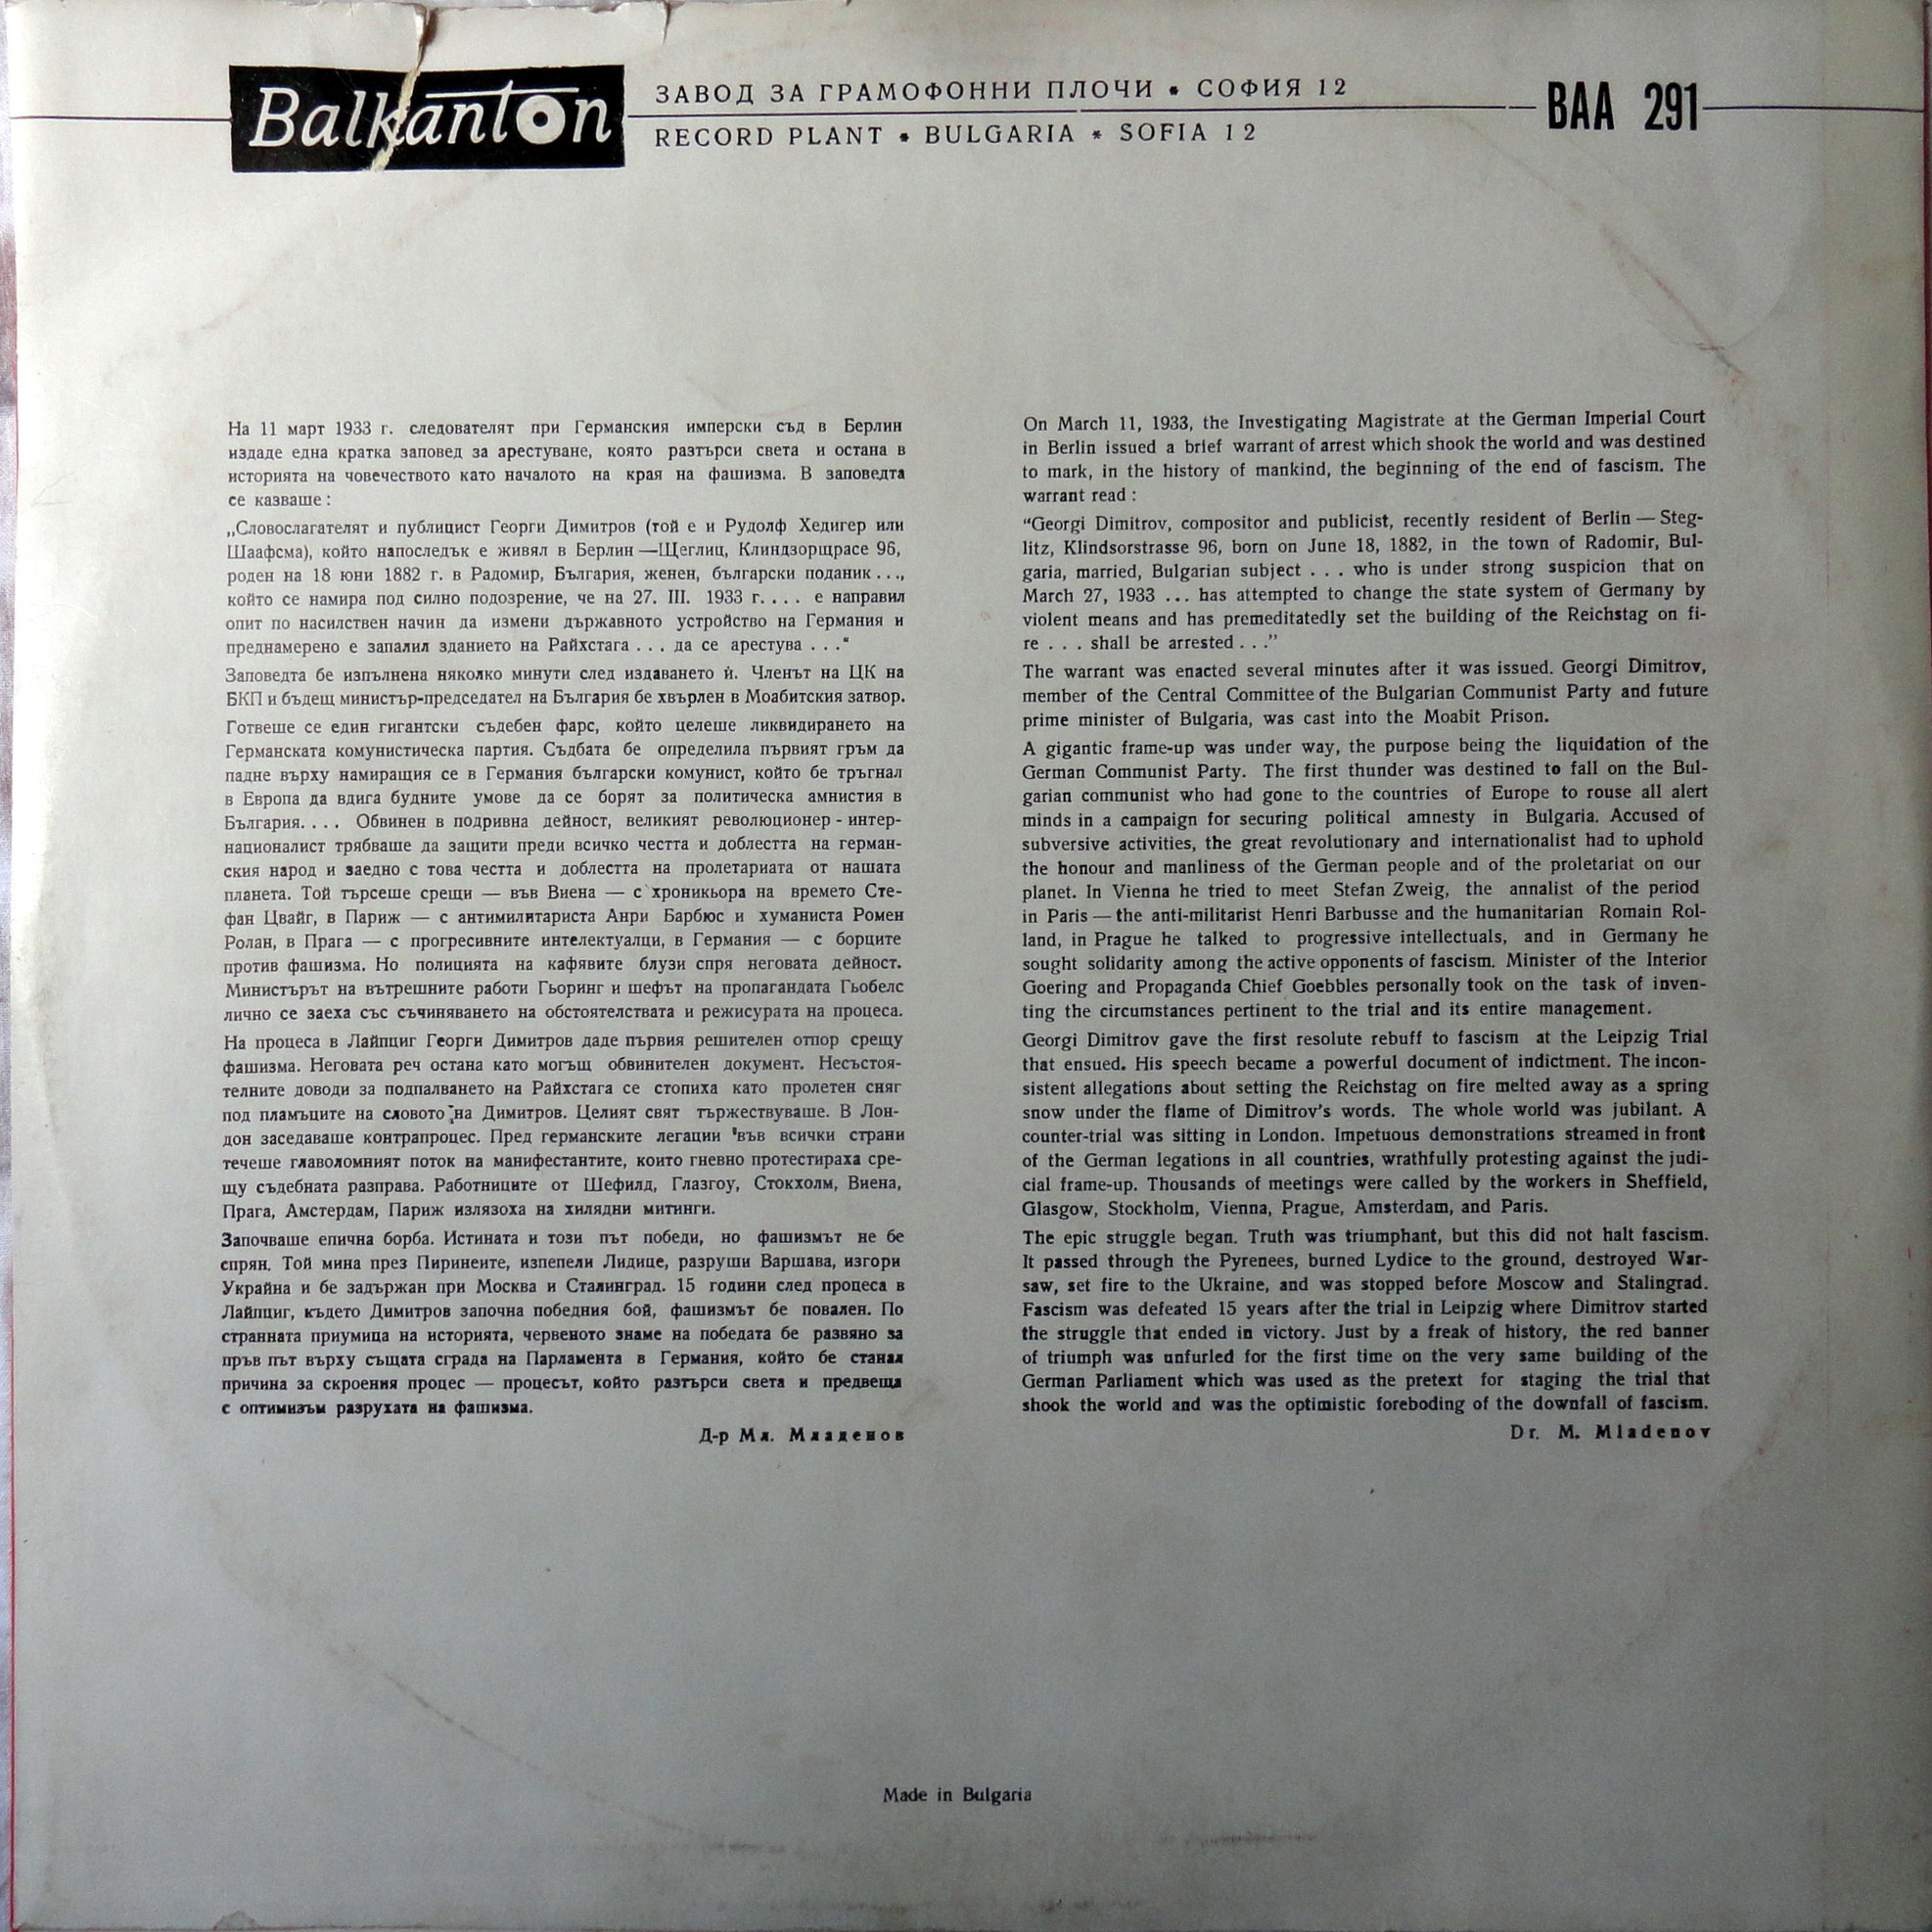 Balkanton
ЗАВОД ЗА ГРАМОФОННИ ПЛОЧИ • СОФИЯ 12
RECORD PLANT • BULGARIA * SOFIA 12
ВАА 291
На 11 март 1933 г. следователят при Германския имперски съд в Берлин
издаде една кратка заповед за арестуване, която разтърси света и остана в
историята на човечеството като началото на края на фашизма. В заповедта
се казваше :
„Словослагателят и публицист Георги Димитров (той е и Рудолф Хедигер или
Шаафсма), който напоследък е живял в Берлин —Щеглиц, Клиндзорщрасе 96,
роден на 18 юни 1882 г. в Радомир, България, женен, български поданик . . .,
който се намира под силно подозрение, че на 27. III. 1933 г. . . . е направил
опит по насилствен начин да измени държавното устройство на Германия и
преднамерено е запалил зданието на Райхстага . . . да се арестува . . .“
Заповедта бе изпълнена няколко минути след издаването ѝ. Членът на ЦК на
БКП и бъдещ министър-председател на България бе хвърлен в Моабитския затвор.
Готвеше се един гигантски съдебен фарс, който целеше ликвидирането на
Германската комунистическа партия. Съдбата бе определила първият гръм да
падне върху намиращия се в Германия български комунист, който бе тръгнал
в Европа да вдига будните умове да се борят за политическа амнистия в
България. . . . Обвинен в подривна дейност, великият революционер - интер-
националист трябваше да защити преди всичко честта и доблестта на герман-
ския народ и заедно с това честта и доблестта на пролетариата от нашата
планета. Той търсеше срещи — във Виена — с хроникьора на времето Сте-
фан Цвайг, в Париж — с антимилитариста Анри Барбюс и хуманиста Ромен
Ролан, в Прага — с прогресивните интелектуалци, в Германия — с борците
против фашизма. Но полицията на кафявите блузи спря неговата дейност.
Министърът на вътрешните работи Гьоринг и шефът на пропагандата Гьобелс
лично се заеха със съчиняването на обстоятелствата и режисурата на процеса.
На процеса в Лайпциг Георги Димитров даде първия решителен отпор срещу
фашизма. Неговата реч остана като могъщ обвинителен документ. Несъстоя-
телните доводи за подпалването на Райхстага се стопиха като пролетен сняг
под пламъците на словото на Димитров. Целият свят тържествуваше. В Лон-
дон заседаваше контрапроцес. Пред германските легации във всички страни
течеше главоломният поток на манифестантите, които гневно протестираха сре-
щу съдебната разправа. Работниците от Шефилд, Глазгоу, Стокхолм, Виена,
Прага, Амстердам, Париж излязоха на хилядни митинги.
Започваше епична борба. Истината и този път победи, но фашизмът не бе
спрян. Той мина през Пиринеите, изпепели Лидице, разруши Варшава, изгори
Украйна и бе задържан при Москва и Сталинград. 15 години след процеса в
Лайпциг, където Димитров започна победния бой, фашизмът бе повален. По
странната приумица на историята, червеното знаме на победата бе развяно за
пръв път върху същата сграда на Парламента в Германия, който бе станал
причина за скроения процес — процесът, който разтърси света и предвеща
с оптимизъм разрухата на фашизма.
Д-р Мл. Младенов
On March 11, 1933, the Investigating Magistrate at the German Imperial Court
in Berlin issued a brief warrant of arrest which shook the world and was destined
to mark, in the history of mankind, the beginning of the end of fascism. The
warrant read :
“Georgi Dimitrov, compositor and publicist, recently resident of Berlin — Steg-
litz, Klindsorstrasse 96, born on June 18, 1882, in the town of Radomir, Bul-
garia, married, Bulgarian subject . . . who is under strong suspicion that on
March 27, 1933 ... has attempted to change the state system of Germany by
violent means and has premeditatedly set the building of the Reichstag on fi-
re . . . shall be arrested . . .”
The warrant was enacted several minutes after it was issued. Georgi Dimitrov,
member of the Central Committee of the Bulgarian Communist Party and future
prime minister of Bulgaria, was cast into the Moabit Prison.
A gigantic frame-up was under way, the purpose being the liquidation of the
German Communist Party. The first thunder was destined to fall on the Bul-
garian communist who had gone to the countries of Europe to rouse all alert
minds in a campaign for securing political amnesty in Bulgaria. Accused of
subversive activities, the great revolutionary and internationalist had to uphold
the honour and manliness of the German people and of the proletariat on our
planet. In Vienna he tried to meet Stefan Zweig, the annalist of the period
in Paris — the anti-militarist Henri Barbusse and the humanitarian Romain Rol-
land, in Prague he talked to progressive intellectuals, and in Germany he
sought solidarity among the active opponents of fascism. Minister of the Interior
Goering and Propaganda Chief Goebbles personally took on the task of inven-
ting the circumstances pertinent to the trial and its entire management.
Georgi Dimitrov gave the first resolute rebuff to fascism at the Leipzig Trial
that ensued. His speech became a powerful document of indictment. The incon-
sistent allegations about setting the Reichstag on fire melted away as a spring
snow under the flame of Dimitrov’s words. The whole world was jubilant. A
counter-trial was sitting in London. Impetuous demonstrations streamed in front
of the German legations in all countries, wrathfully protesting against the judi-
cial frame-up. Thousands of meetings were called by the workers in Sheffield,
Glasgow, Stockholm, Vienna, Prague, Amsterdam, and Paris.
The epic struggle began. Truth was triumphant, but this did not halt fascism.
It passed through the Pyrenees, burned Lydice to the ground, destroyed War-
saw, set fire to the Ukraine, and was stopped before Moscow and Stalingrad.
Fascism was defeated 15 years after the trial in Leipzig where Dimitrov started
the struggle that ended in victory. Just by a freak of history, the red banner
of triumph was unfurled for the first time on the very same building of the
German Parliament which was used as the pretext for staging the trial that
shook the world and was the optimistic foreboding of the downfall of fascism.
Dr. M. Mladenov
Made in Bulgaria